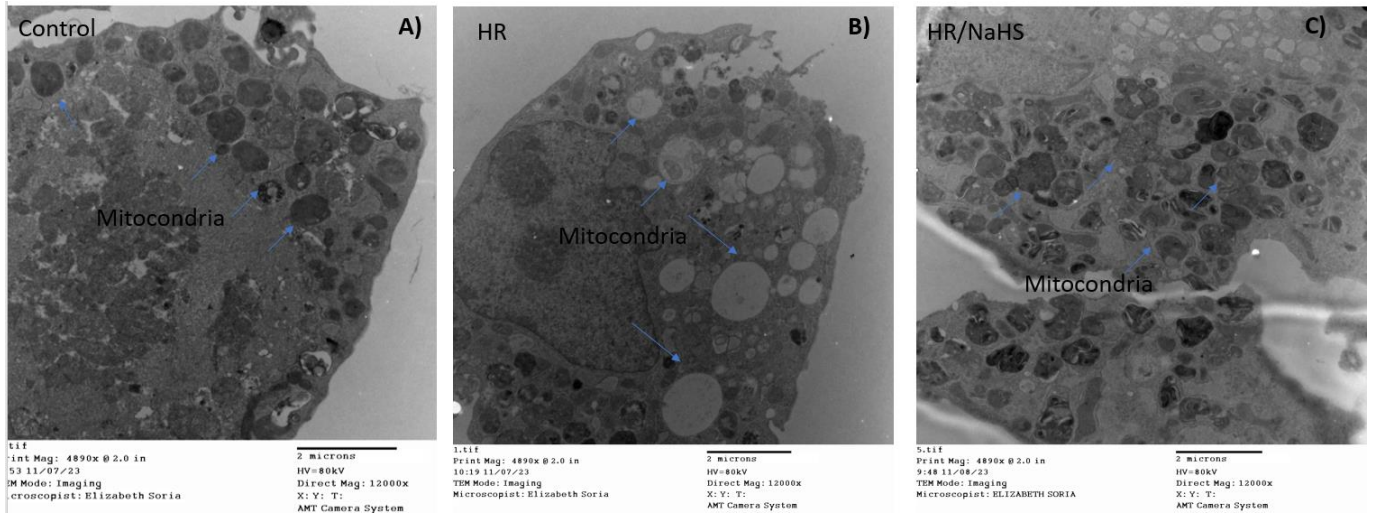 Control
A)
Mitocondria
.tif
rint Mag: 4890x @ 2.0 in
53 11/07/23
EM Mode: Imaging
icroscopist: Elizabeth Soria
2 microns
HV=80kV
Direct Mag: 12000x
X: Y: T:
AMT Camera System
HR
B)
Mitocondria
1.tif
Print Mag: 4890x @ 2.0 in
10:19 11/07/23
TEM Mode: Imaging
Microscopist: Elizabeth Soria
2 microns
HV=80kV
Direct Mag: 12000x
X: Y: T:
AMT Camera System
HR/NaHS
C)
Mitocondria
5.tif
Print Mag: 4890x @ 2.0 in
9:48 11/08/23
TEM Mode: Imaging
Microscopist: ELIZABETH SORIA
2 microns
HV=80kV
Direct Mag: 12000x
X: Y: T:
AMT Camera System